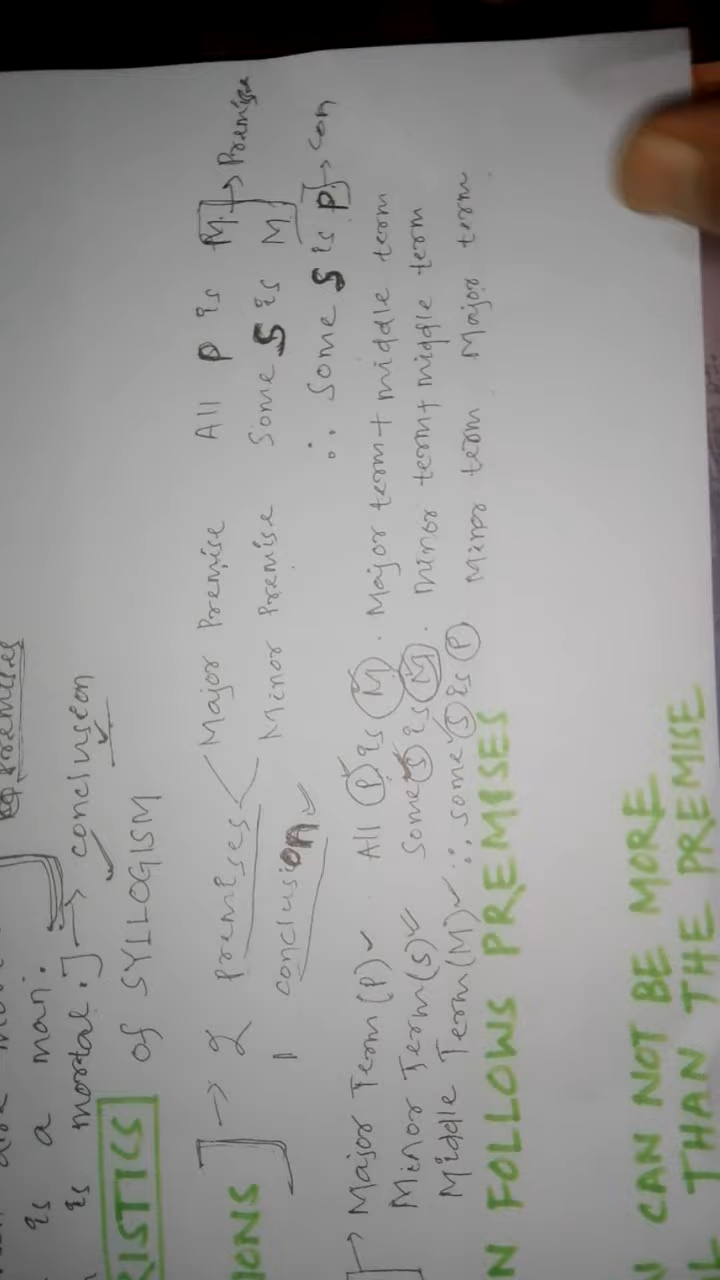 Premises
is a man.
is mortal.] → conclusion
RISTICS of SYLLOGISM
IONS ] → 2 premises < Major Premise All P is M → Premise
Minor Premise Some S is M
1 conclusion ∴ Some S is P → Con
→ Major Term (P) All P is M. Major term + middle term
Minor Term (S) Some S is M. Minor term + middle term
Middle Term (M) ∴ some S is P Minor term. Major term.
N FOLLOWS PREMISES
CAN NOT BE MORE
L THAN THE PREMISE